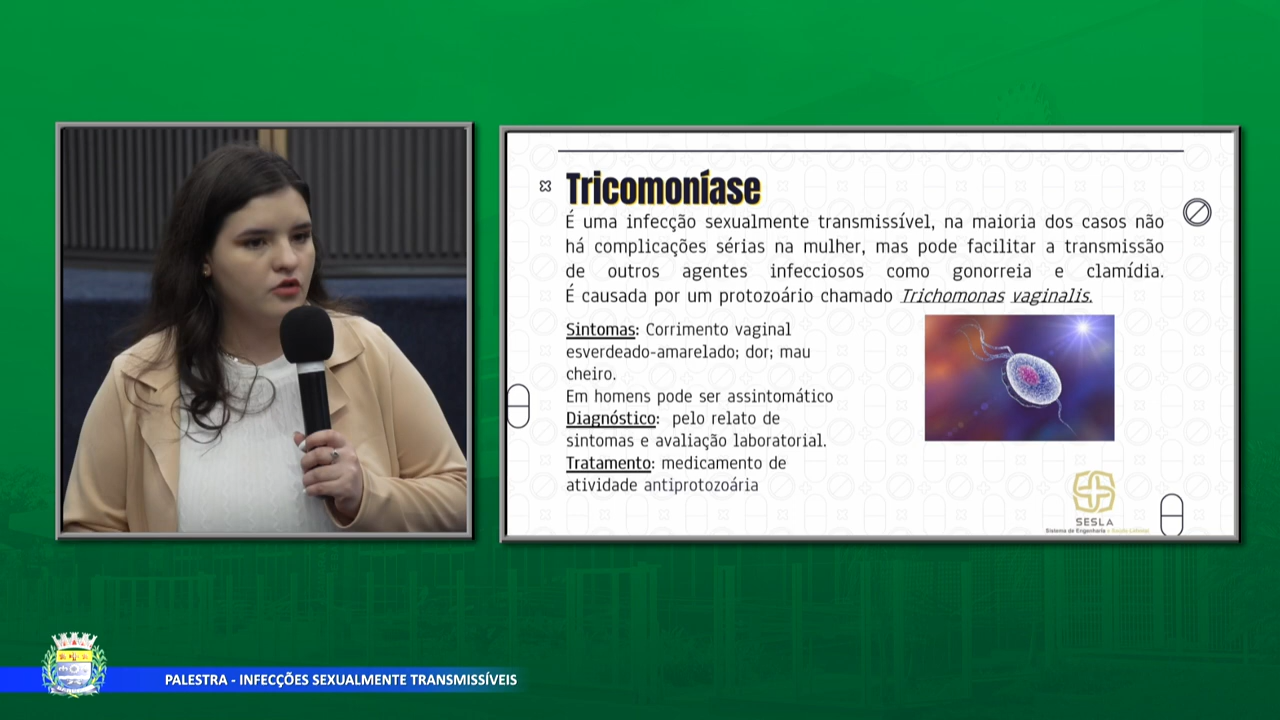 Tricomoníase
É uma infecção sexualmente transmissível, na maioria dos casos não
há complicações sérias na mulher, mas pode facilitar a transmissão
de outros agentes infecciosos como gonorreia e clamídia.
É causada por um protozoário chamado Trichomonas vaginalis.
Sintomas: Corrimento vaginal
esverdeado-amarelado; dor; mau
cheiro.
Em homens pode ser assintomático
Diagnóstico: pelo relato de
sintomas e avaliação laboratorial.
Tratamento: medicamento de
atividade antiprotozoária
SESLA
Sistema de Engenharia
PALESTRA - INFECÇÕES SEXUALMENTE TRANSMISSÍVEIS